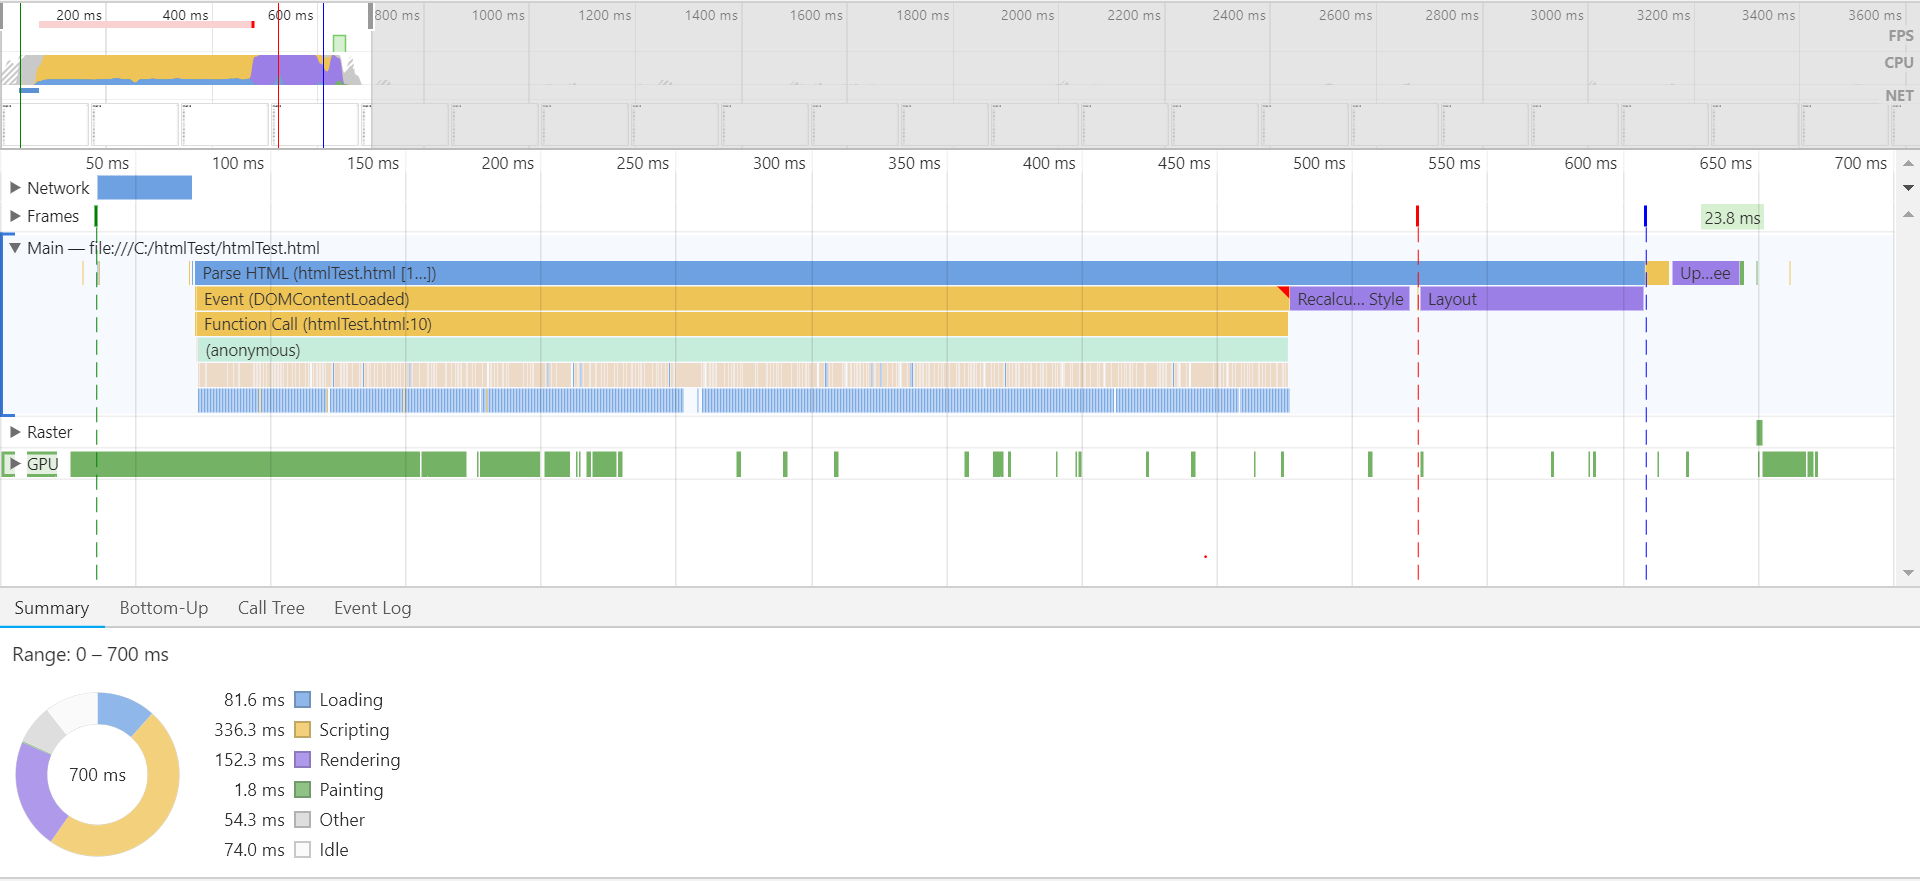 200 ms 400 ms 600 ms 800 ms 1000 ms 1200 ms 1400 ms 1600 ms 1800 ms 2000 ms 2200 ms 2400 ms 2600 ms 2800 ms 3000 ms 3200 ms 3400 ms 3600 ms
FPS
CPU
NET
50 ms 100 ms 150 ms 200 ms 250 ms 300 ms 350 ms 400 ms 450 ms 500 ms 550 ms 600 ms 650 ms 700 ms
Network
Frames 23.8 ms
Main — file:///C:/htmlTest/htmlTest.html
Parse HTML (htmlTest.html [1...]) Up...ee
Event (DOMContentLoaded) Recalcu... Style Layout
Function Call (htmlTest.html:10)
(anonymous)
Raster
GPU
Summary Bottom-Up Call Tree Event Log
Range: 0 – 700 ms
81.6 ms Loading
336.3 ms Scripting
152.3 ms Rendering
700 ms
1.8 ms Painting
54.3 ms Other
74.0 ms Idle